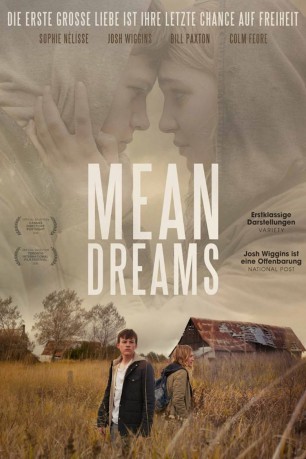 DIE ERSTE GROSSE LIEBE IST IHRE LETZTE CHANCE AUF FREIHEIT
SOPHIE NÉLISSE JOSH WIGGINS BILL PAXTON COLM FEORE
MEAN
DREAMS
Erstklassige
Darstellungen
VARIETY
Josh Wiggins ist
eine Offenbarung
NATIONAL POST